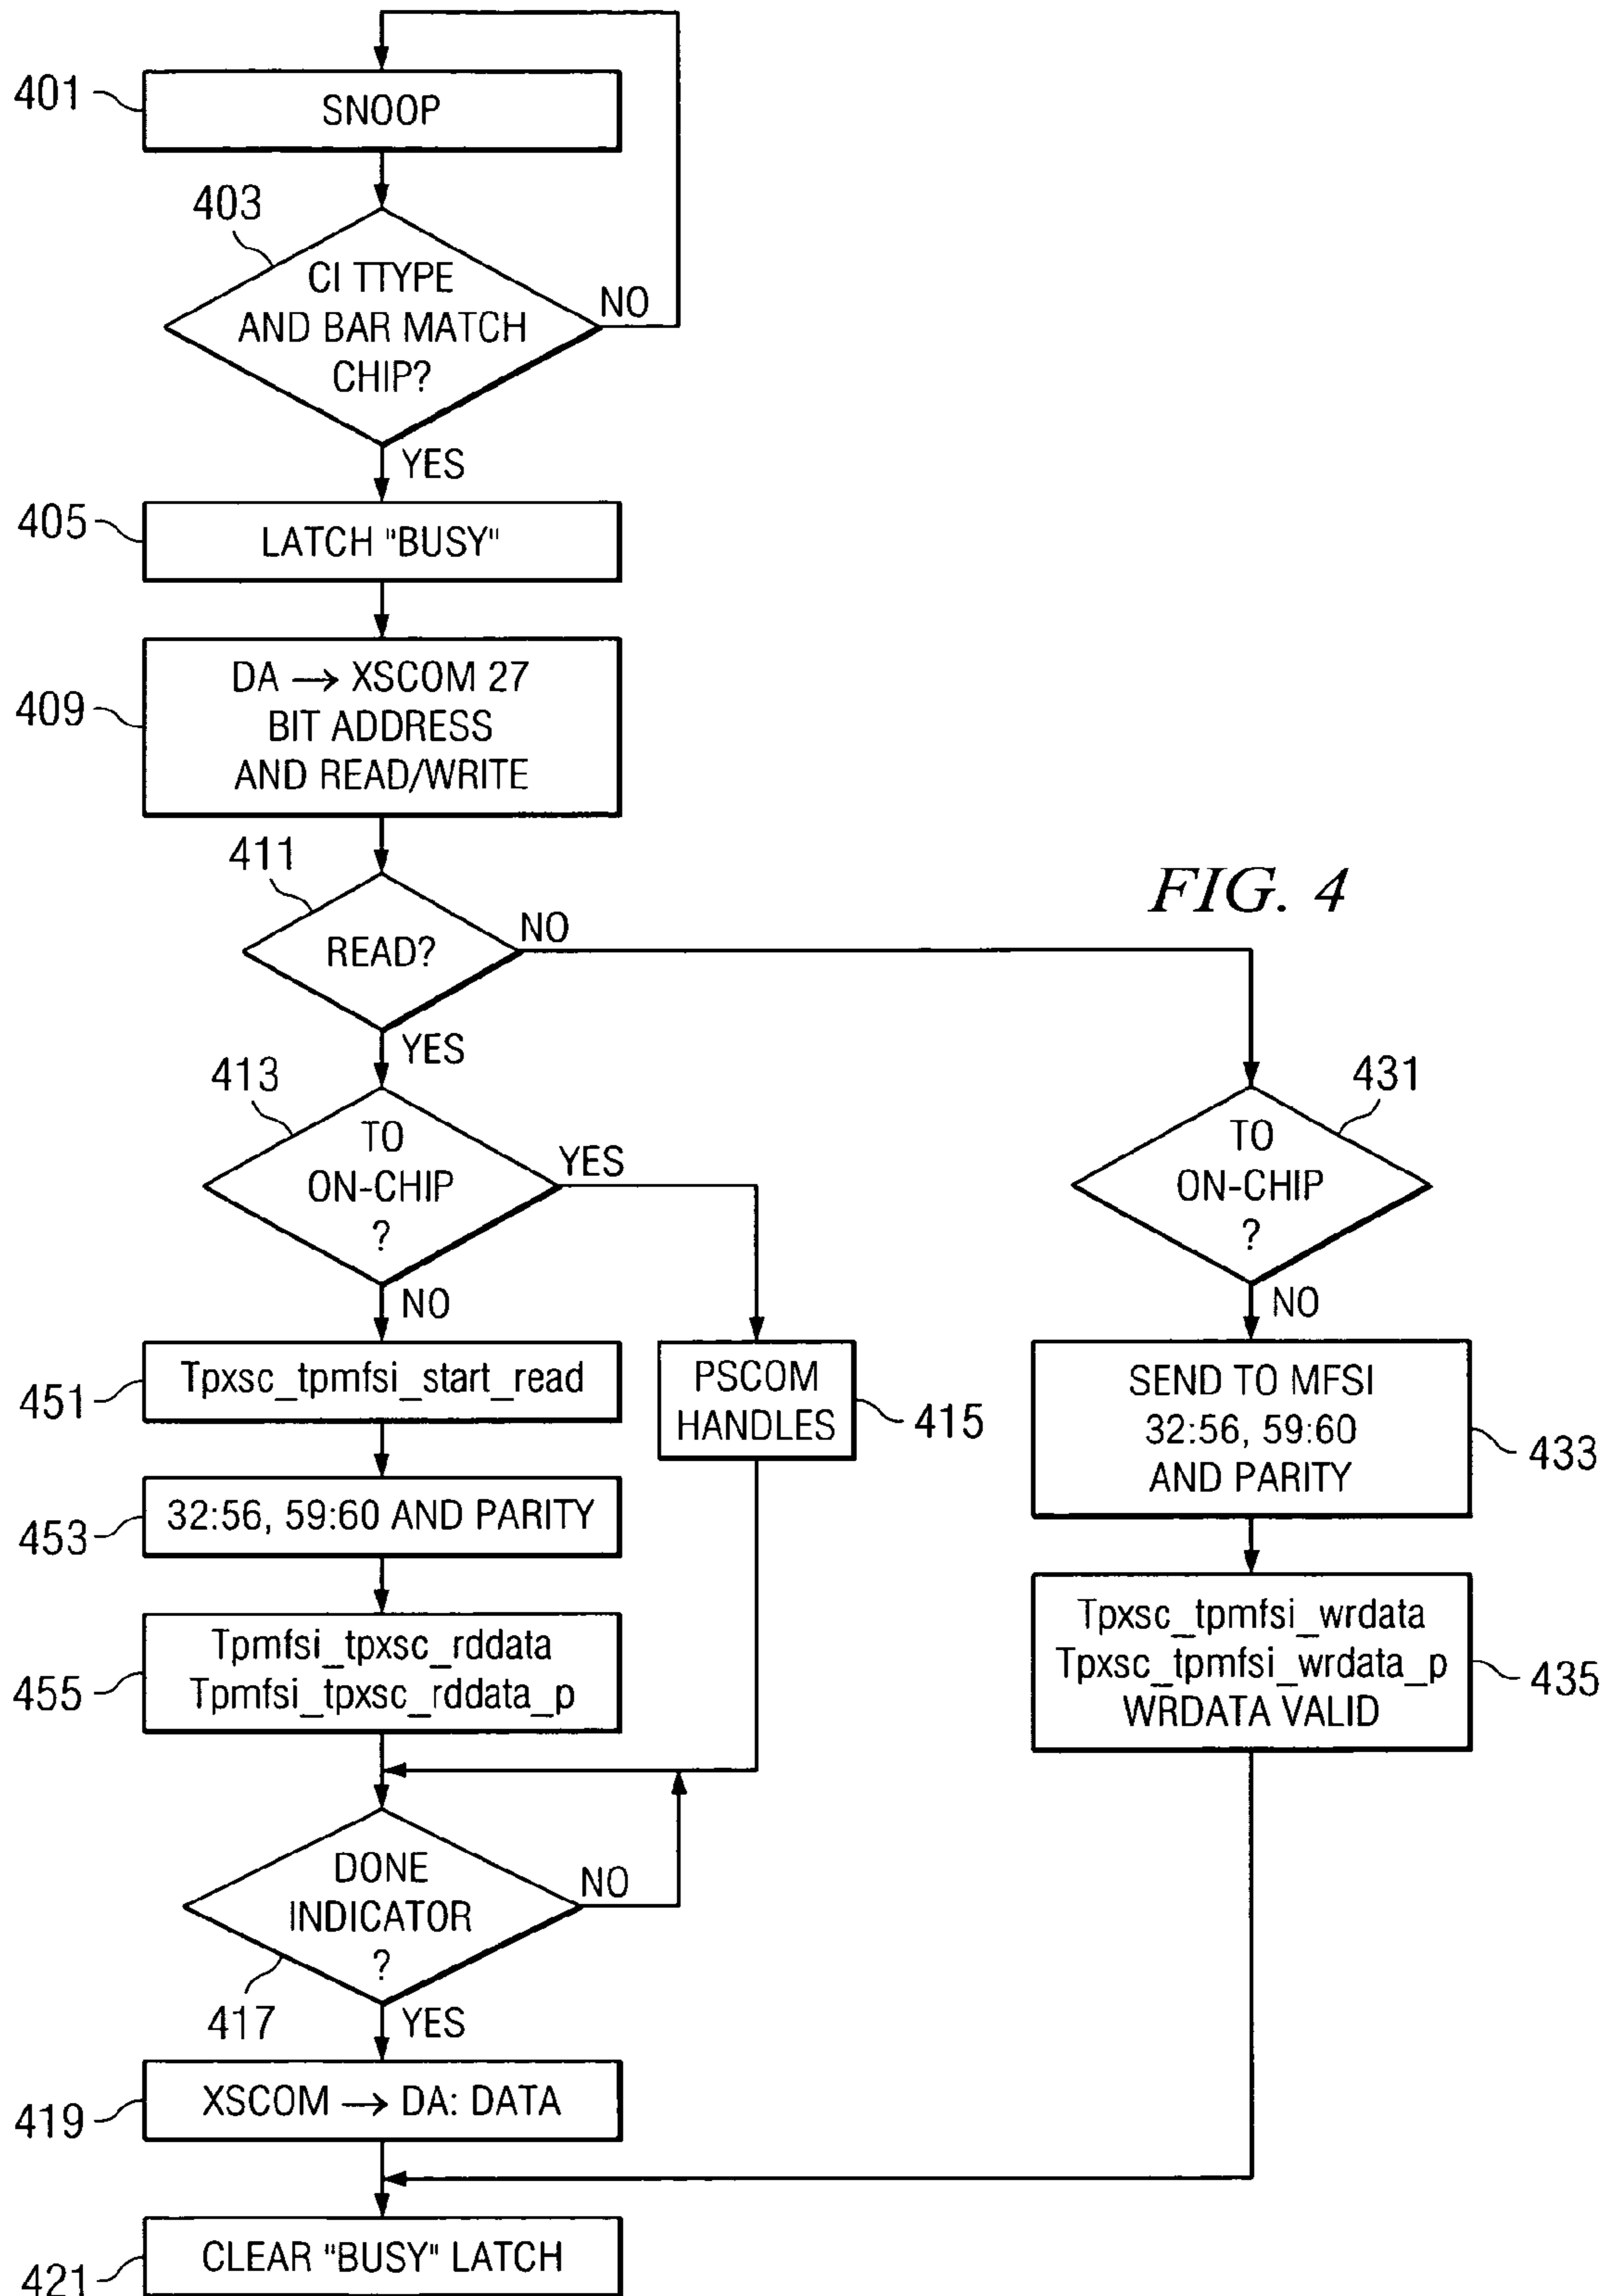 401
SNOOP
403
CI TTYPE
AND BAR MATCH
CHIP?
NO
YES
405
LATCH "BUSY"
409
DA → XSCOM 27
BIT ADDRESS
AND READ/WRITE
411
READ?
NO
YES
FIG. 4
413
TO
ON-CHIP
?
YES
NO
431
TO
ON-CHIP
?
NO
451
Tpxsc_tpmfsi_start_read
PSCOM
HANDLES
415
SEND TO MFSI
32:56, 59:60
AND PARITY
433
453
32:56, 59:60 AND PARITY
455
Tpmfsi_tpxsc_rddata
Tpmfsi_tpxsc_rddata_p
Tpxsc_tpmfsi_wrdata
Tpxsc_tpmfsi_wrdata_p
WRDATA VALID
435
DONE
INDICATOR
?
NO
417
YES
419
XSCOM → DA: DATA
421
CLEAR "BUSY" LATCH